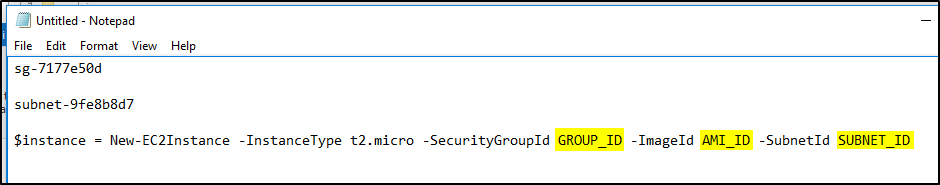 Untitled - Notepad
File Edit Format View Help
sg-7177e50d
subnet-9fe8b8d7
$instance = New-EC2Instance -InstanceType t2.micro -SecurityGroupId GROUP_ID -ImageId AMI_ID -SubnetId SUBNET_ID